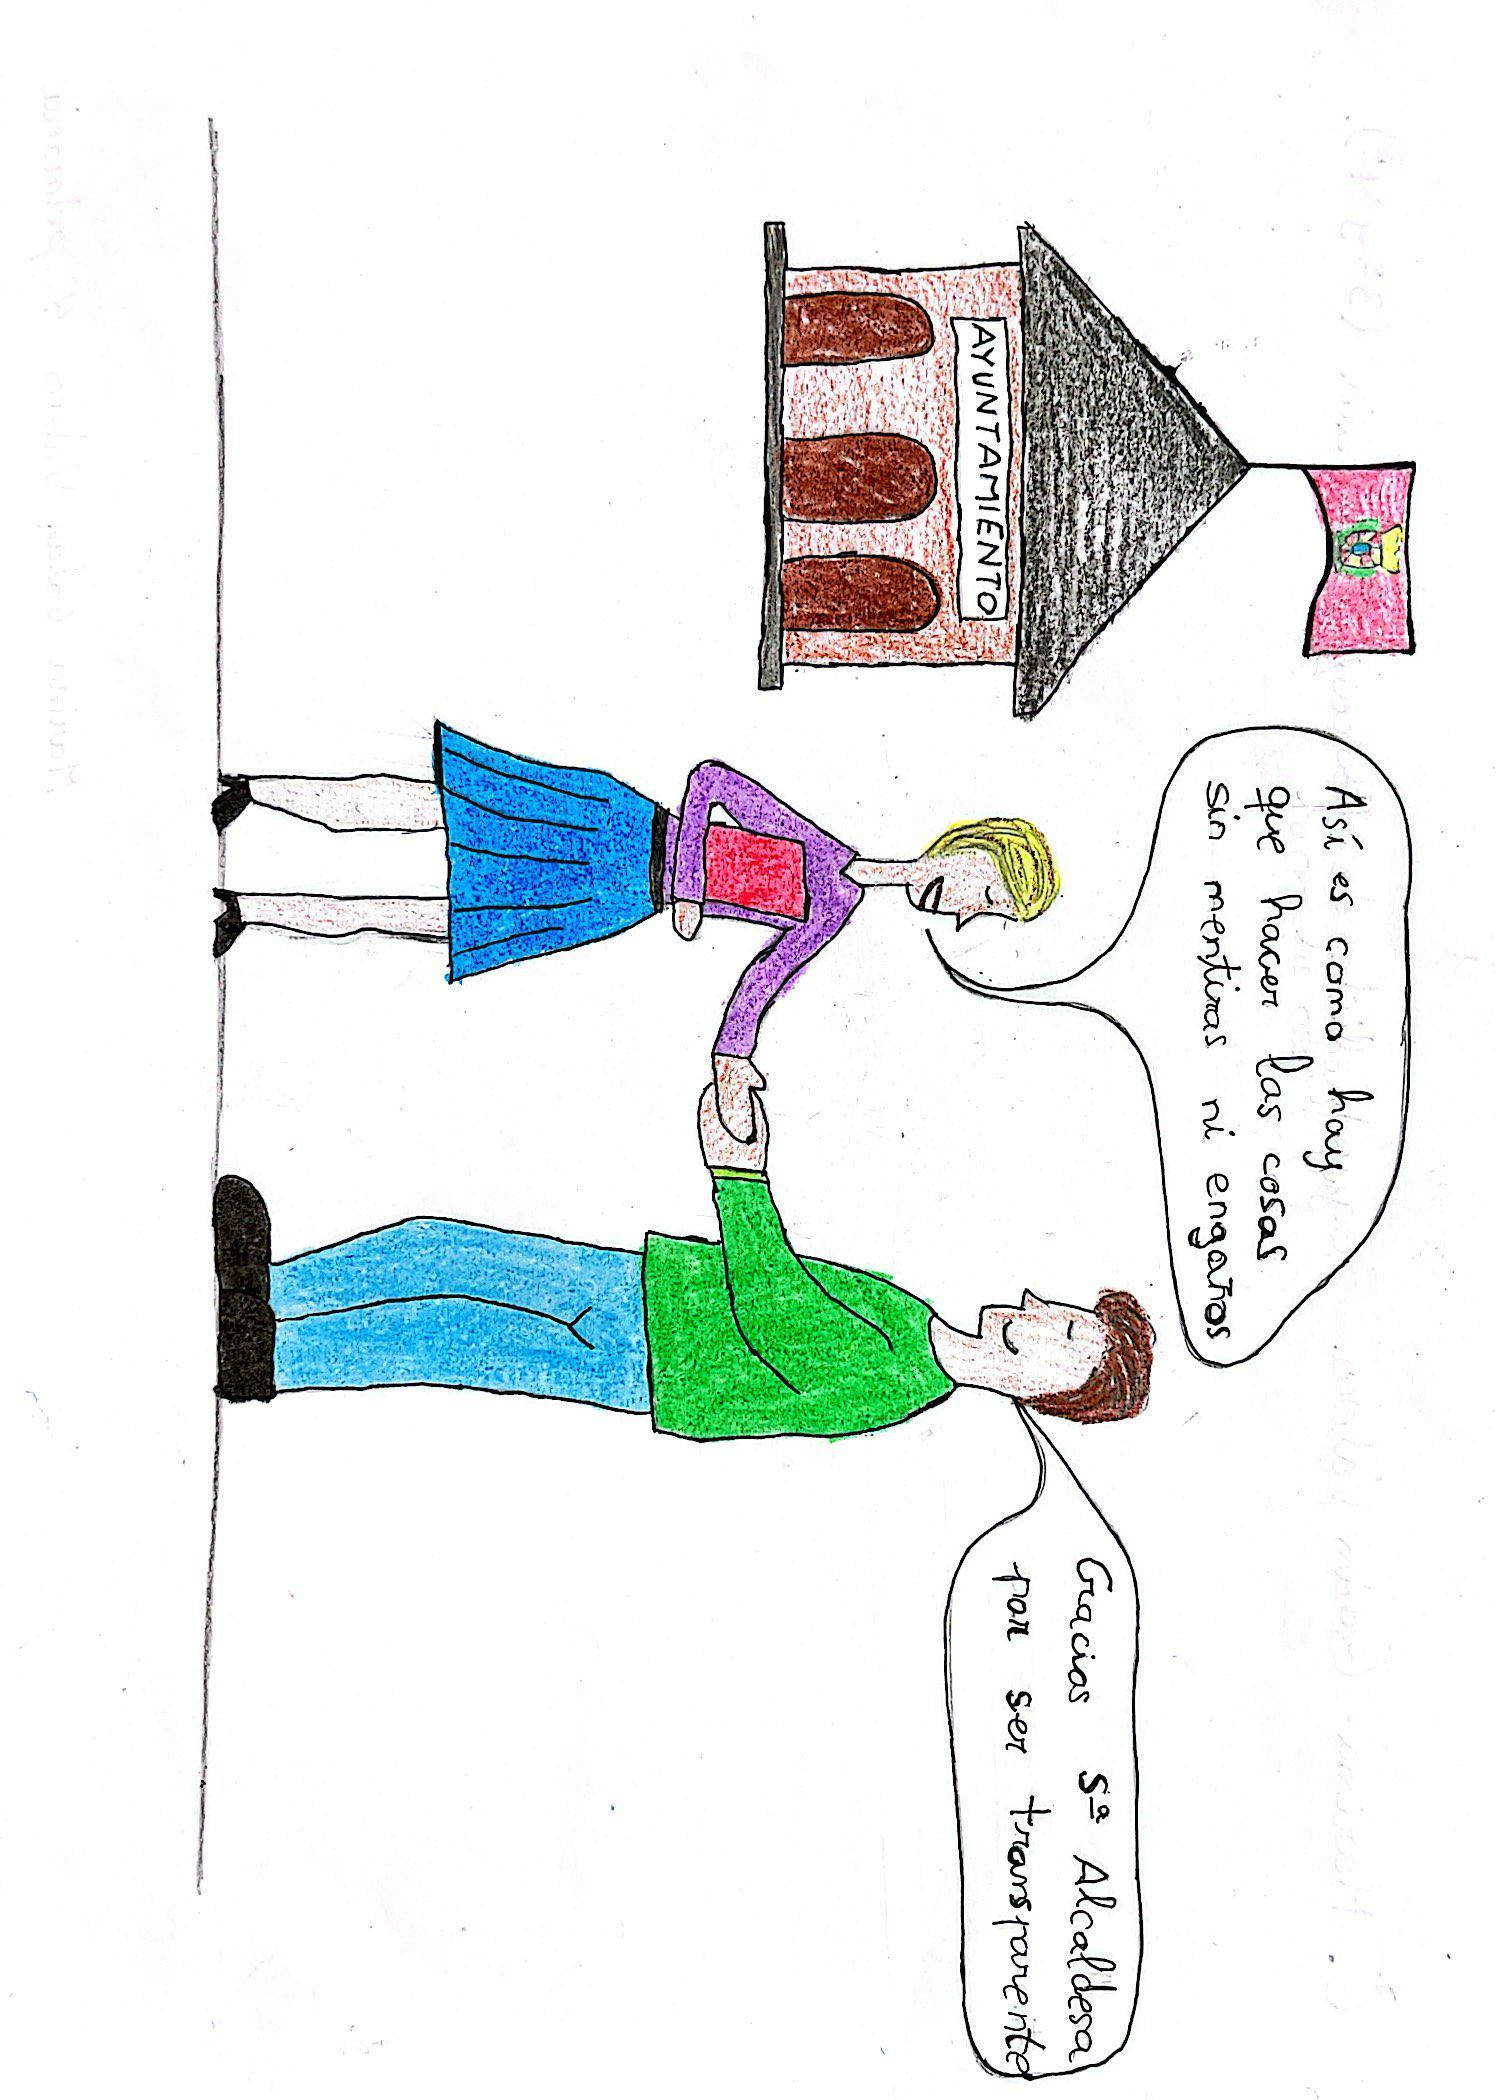 AYUNTAMIENTO
Así es como hay
que hacer las cosas
sin mentiras ni engaños
Gracias Sª Alcaldesa
por ser transparente